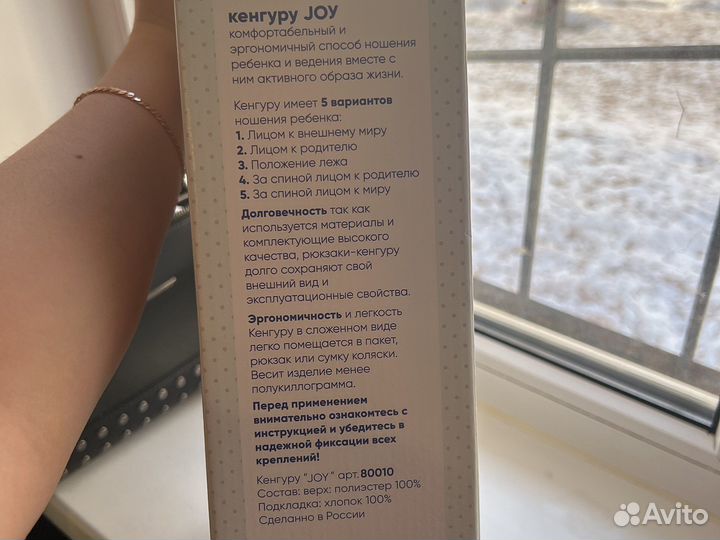 кенгуру JOY
комфортабельный и
эргономичный способ ношения
ребенка и ведения вместе с
ним активного образа жизни.
Кенгуру имеет 5 вариантов
ношения ребенка:
1. Лицом к внешнему миру
2. Лицом к родителю
3. Положение лежа
4. За спиной лицом к родителю
5. За спиной лицом к миру
Долговечность так как
используется материалы и
комплектующие высокого
качества, рюкзаки-кенгуру
долго сохраняют свой
внешний вид и
эксплуатационные свойства.
Эргономичность и легкость
Кенгуру в сложенном виде
легко помещается в пакет,
рюкзак или сумку коляски.
Весит изделие менее
полукиллограмма.
Перед применением
внимательно ознакомтесь с
инструкцией и убедитесь в
надежной фиксации всех
креплений!
Кенгуру "JOY" арт.80010
Состав: верх: полиэстер 100%
Подкладка: хлопок 100%
Сделанно в России
Avito